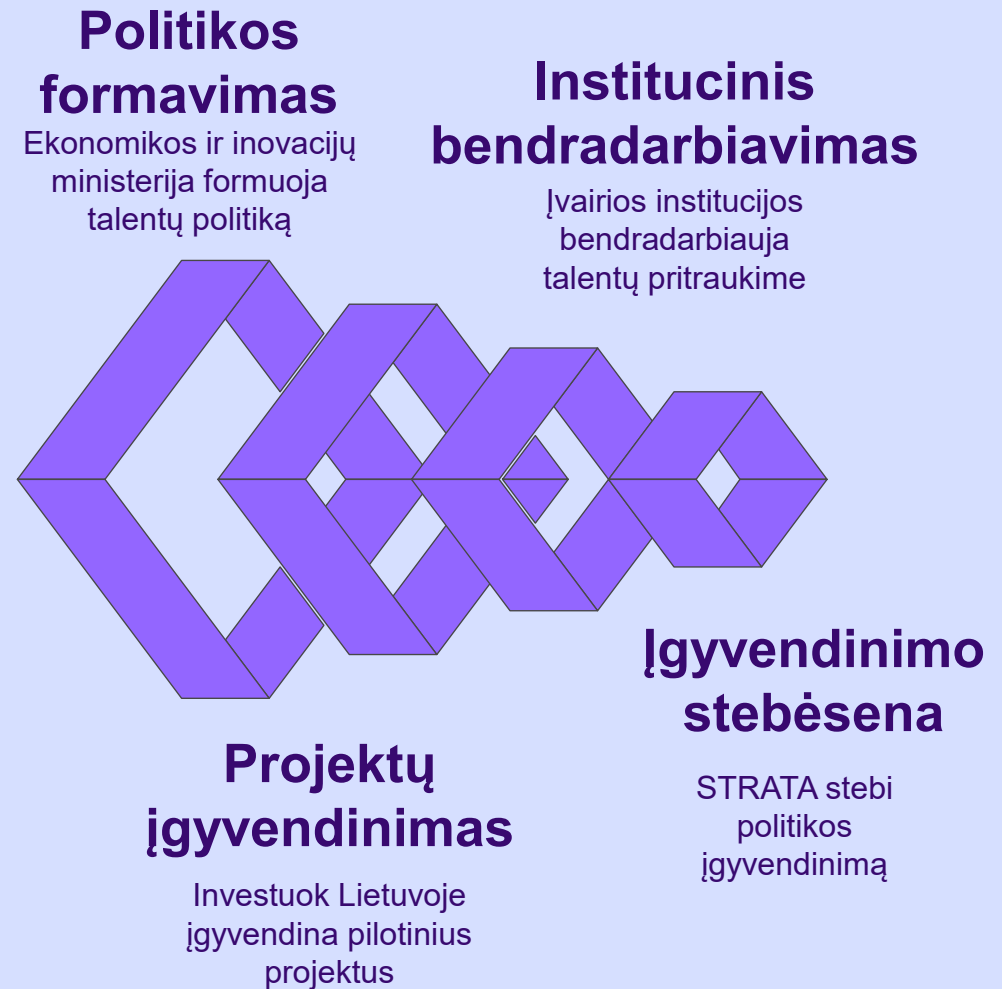 Politikos
formavimas
Ekonomikos ir inovacijų
ministerija formuoja
talentų politiką
Institucinis
bendradarbiavimas
Įvairios institucijos
bendradarbiauja
talentų pritraukime
Projektų
įgyvendinimas
Investuok Lietuvoje
įgyvendina pilotinius
projektus
Įgyvendinimo
stebėsena
STRATA stebi
politikos
įgyvendinimą